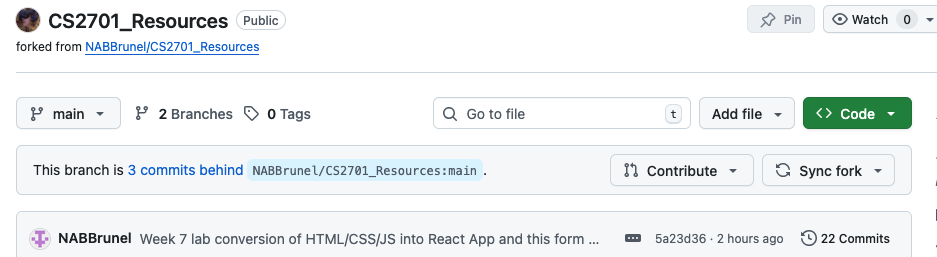 CS2701_Resources Public Pin Watch 0
forked from NABBrunel/CS2701_Resources
main 2 Branches 0 Tags Go to file t Add file Code
This branch is 3 commits behind NABBrunel/CS2701_Resources:main . Contribute Sync fork
NABBrunel Week 7 lab conversion of HTML/CSS/JS into React App and this form ... 5a23d36 · 2 hours ago 22 Commits